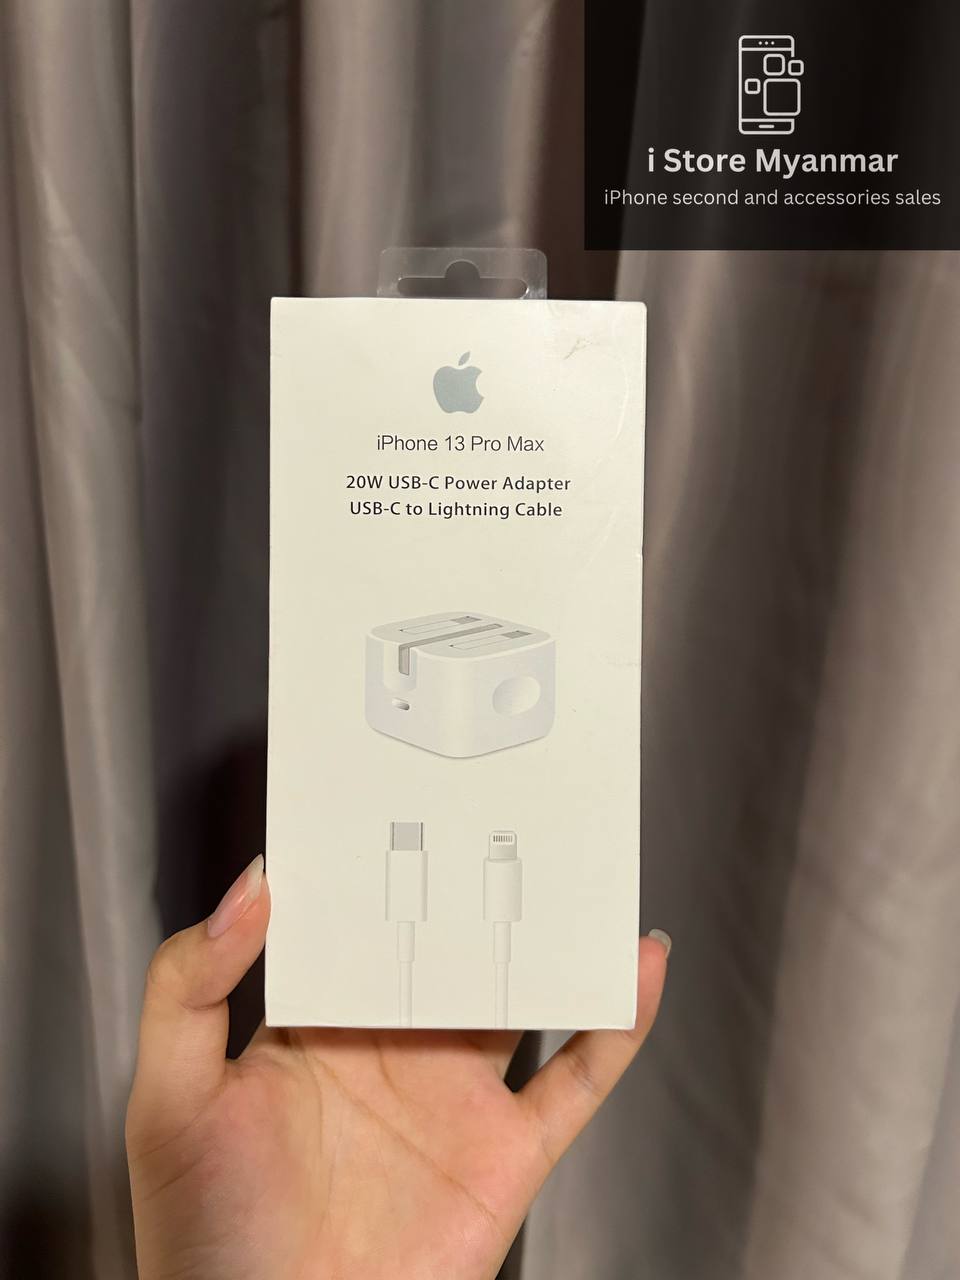 i Store Myanmar
iPhone second and accessories sales
iPhone 13 Pro Max
20W USB-C Power Adapter
USB-C to Lightning Cable